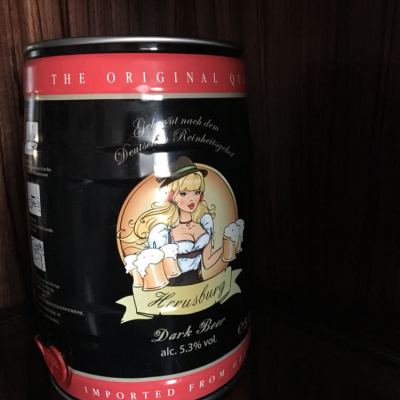 THE ORIGINAL
Gebraut nach dem
Deutschen Reinheitsgebot
Herusburg
Dark Beer
alc. 5.3% vol.
IMPORTED FROM